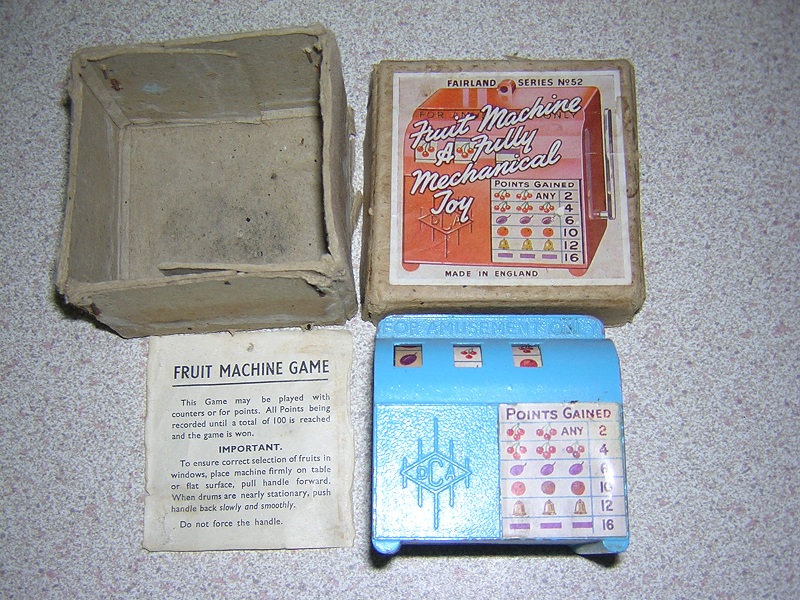 FAIRLAND SERIES Nº52
FOR A ONLY
Fruit Machine
A Fully
Mechanical
Toy
POINTS GAINED
ANY 2
4
6
10
12
16
DCA
MADE IN ENGLAND
FRUIT MACHINE GAME
This Game may be played with
counters or for points. All Points being
recorded until a total of 100 is reached
and the game is won.
IMPORTANT.
To ensure correct selection of fruits in
windows, place machine firmly on table
or flat surface, pull handle forward.
When drums are nearly stationary, push
handle back slowly and smoothly.
Do not force the handle.
FOR AMUSEMENT ONLY
DCA
POINTS GAINED
ANY 2
4
6
10
12
16